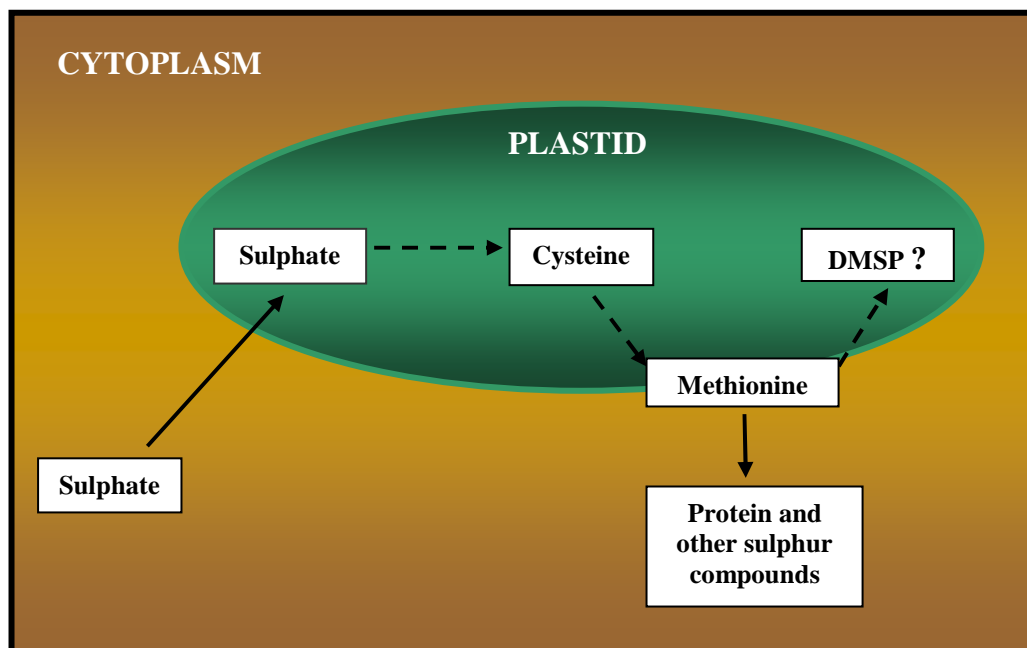 CYTOPLASM
PLASTID
Sulphate
Cysteine
DMSP ?
Methionine
Sulphate
Protein and
other sulphur
compounds